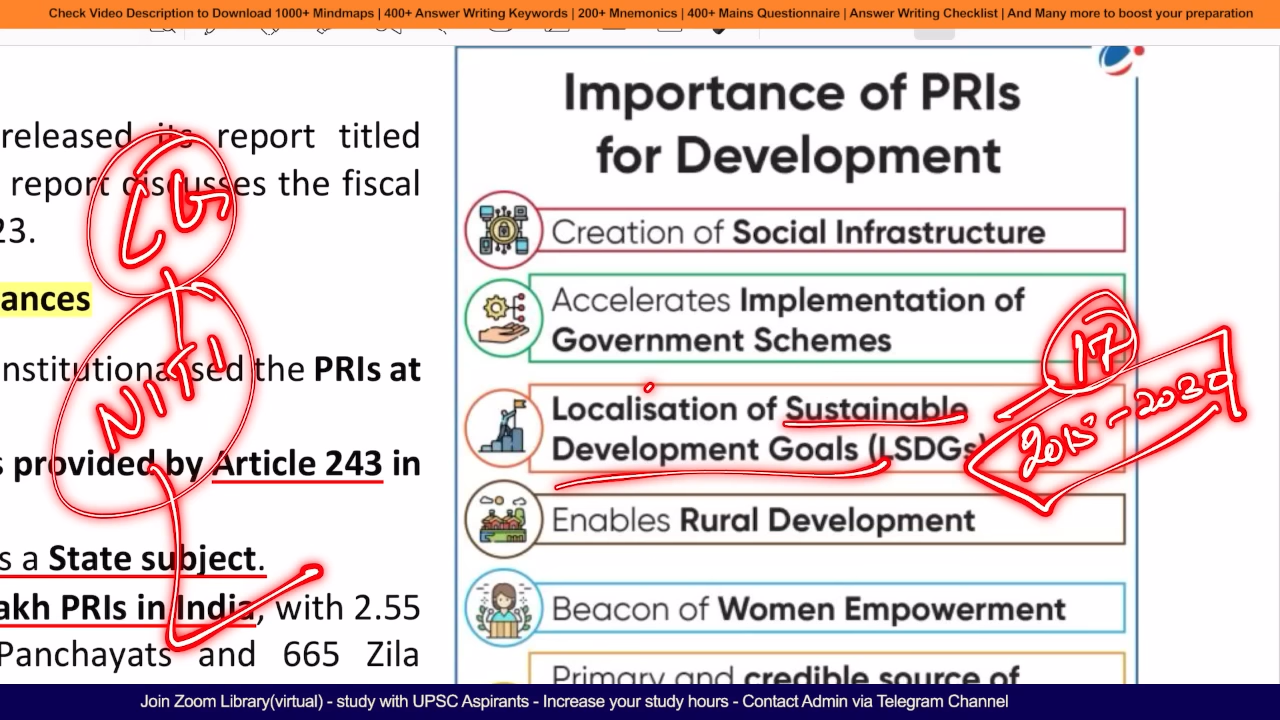 Check Video Description to Download 1000+ Mindmaps | 400+ Answer Writing Keywords | 200+ Mnemonics | 400+ Mains Questionnaire | Answer Writing Checklist | And Many more to boost your preparation
released its report titled
report discusses the fiscal
23.
ances
nstitutionalised the PRIs at
s provided by Article 243 in
s a State subject.
akh PRIs in India, with 2.55
Panchayats and 665 Zila
NITI
Importance of PRIs
for Development
Creation of Social Infrastructure
Accelerates Implementation of
Government Schemes
Localisation of Sustainable
Development Goals (LSDGs)
17
2015-2030
Enables Rural Development
Beacon of Women Empowerment
Primary and credible source of
Join Zoom Library(virtual) - study with UPSC Aspirants - Increase your study hours - Contact Admin via Telegram Channel